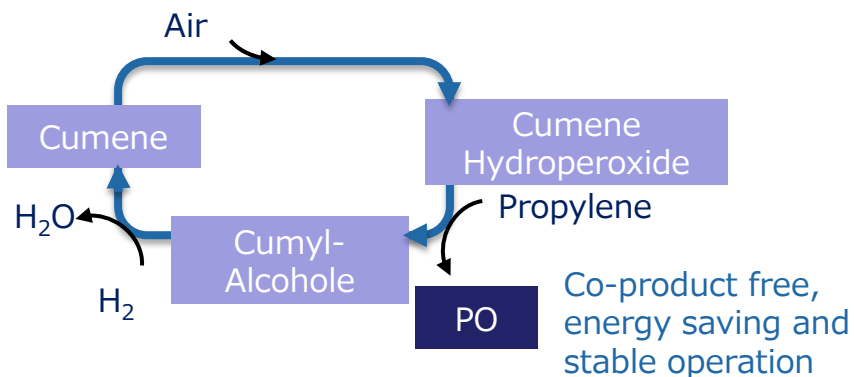 Air
Cumene
Cumene
Hydroperoxide
H₂O
Propylene
Cumyl-
Alcohole
H₂
PO
Co-product free,
energy saving and
stable operation